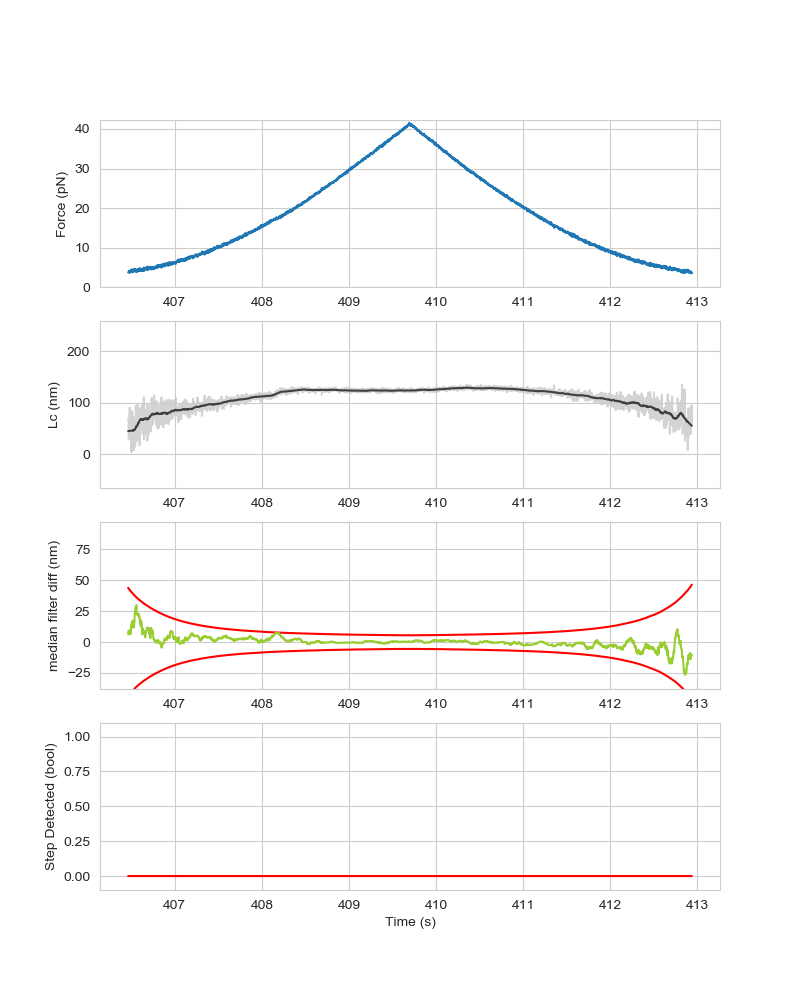 40
30
20
10
0
Force (pN)
407 408 409 410 411 412 413
200
100
0
Lc (nm)
407 408 409 410 411 412 413
75
50
25
0
−25
median filter diff (nm)
407 408 409 410 411 412 413
1.00
0.75
0.50
0.25
0.00
Step Detected (bool)
407 408 409 410 411 412 413
Time (s)